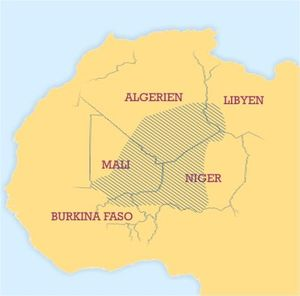 ALGERIEN
LIBYEN
MALI
NIGER
BURKINA FASO